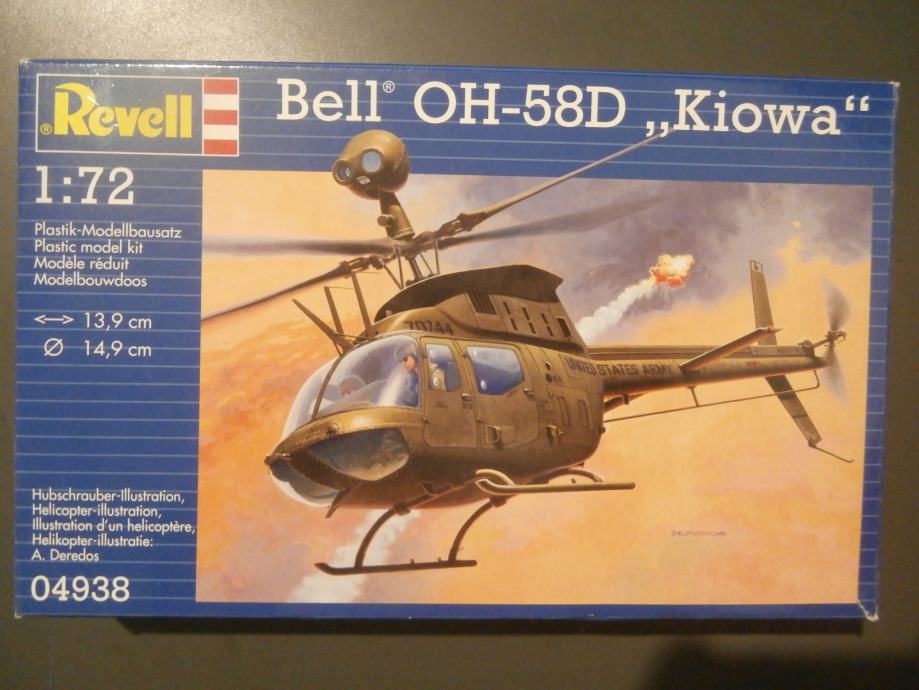 ® Revell
Bell® OH-58D „Kiowa“
1:72
Plastik-Modellbausatz
Plastic model kit
Modèle réduit
Modelbouwdoos
13,9 cm
Ø 14,9 cm
70744
UNITED STATES ARMY
Hubschrauber-Illustration,
Helicopter-illustration,
Illustration d'un helicoptère,
Helikopter-illustratie:
A. Deredos
04938